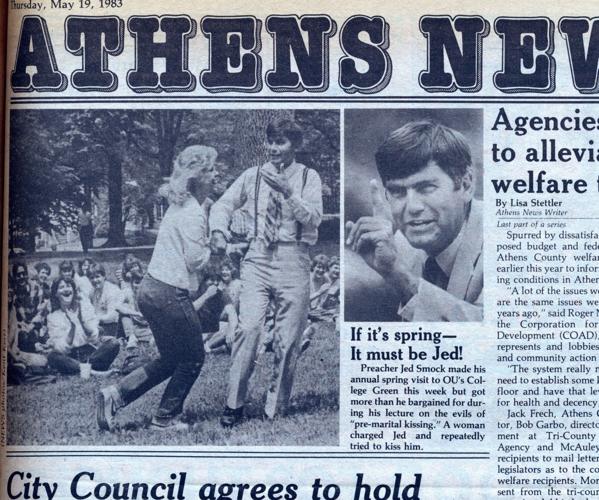 Thursday, May 19, 1983
ATHENS NEW
Agencies
to allevia
welfare t
By Lisa Stettler
Athens News Writer
Last part of a series
Spurred by dissatisfa
posed budget and fede
Athens County welfar
earlier this year to infor
ing conditions in Ather
"A lot of the issues we
are the same issues we
years ago," said Roger M
the Corporation for
Development (COAD),
represents and lobbies
and community action
"The system really n
need to establish some k
floor and have that lev
for health and decency
Jack Frech, Athens C
tor, Bob Garbo, directo
ment at Tri-County
Agency and McAuley
recipients to mail letter
legislators as to the co
welfare recipients. Mor
sent from the tri-coun
If it's spring—
It must be Jed!
Preacher Jed Smock made his
annual spring visit to OU's Col-
lege Green this week but got
more than he bargained for dur-
ing his lecture on the evils of
"pre-marital kissing." A woman
charged Jed and repeatedly
tried to kiss him.
City Council agrees to hold